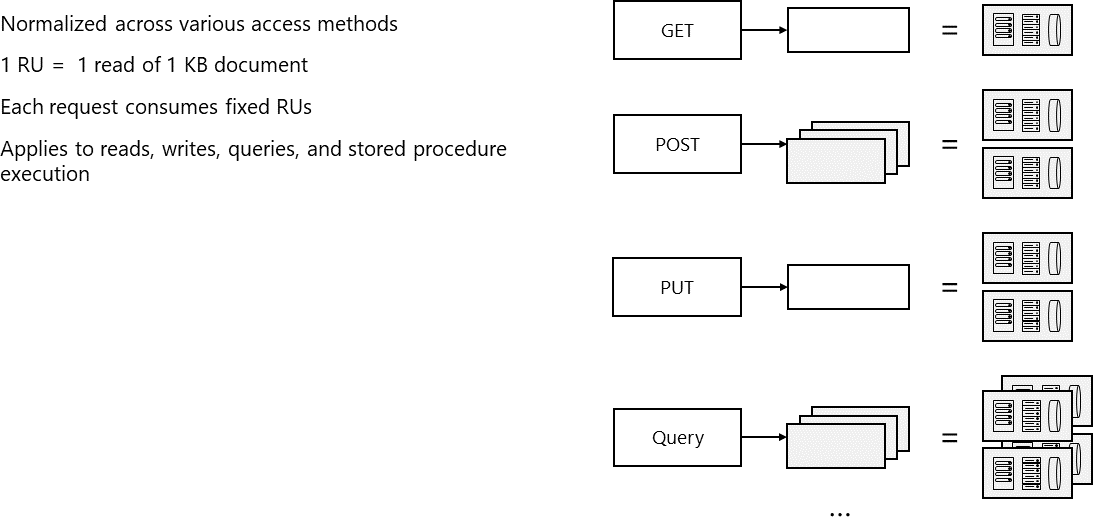 Normalized across various access methods
1 RU =  1 read of 1 KB document
Each request consumes fixed RUs
Applies to reads, writes, queries, and stored procedure
execution
GET
=
POST
=
PUT
=
Query
=
...